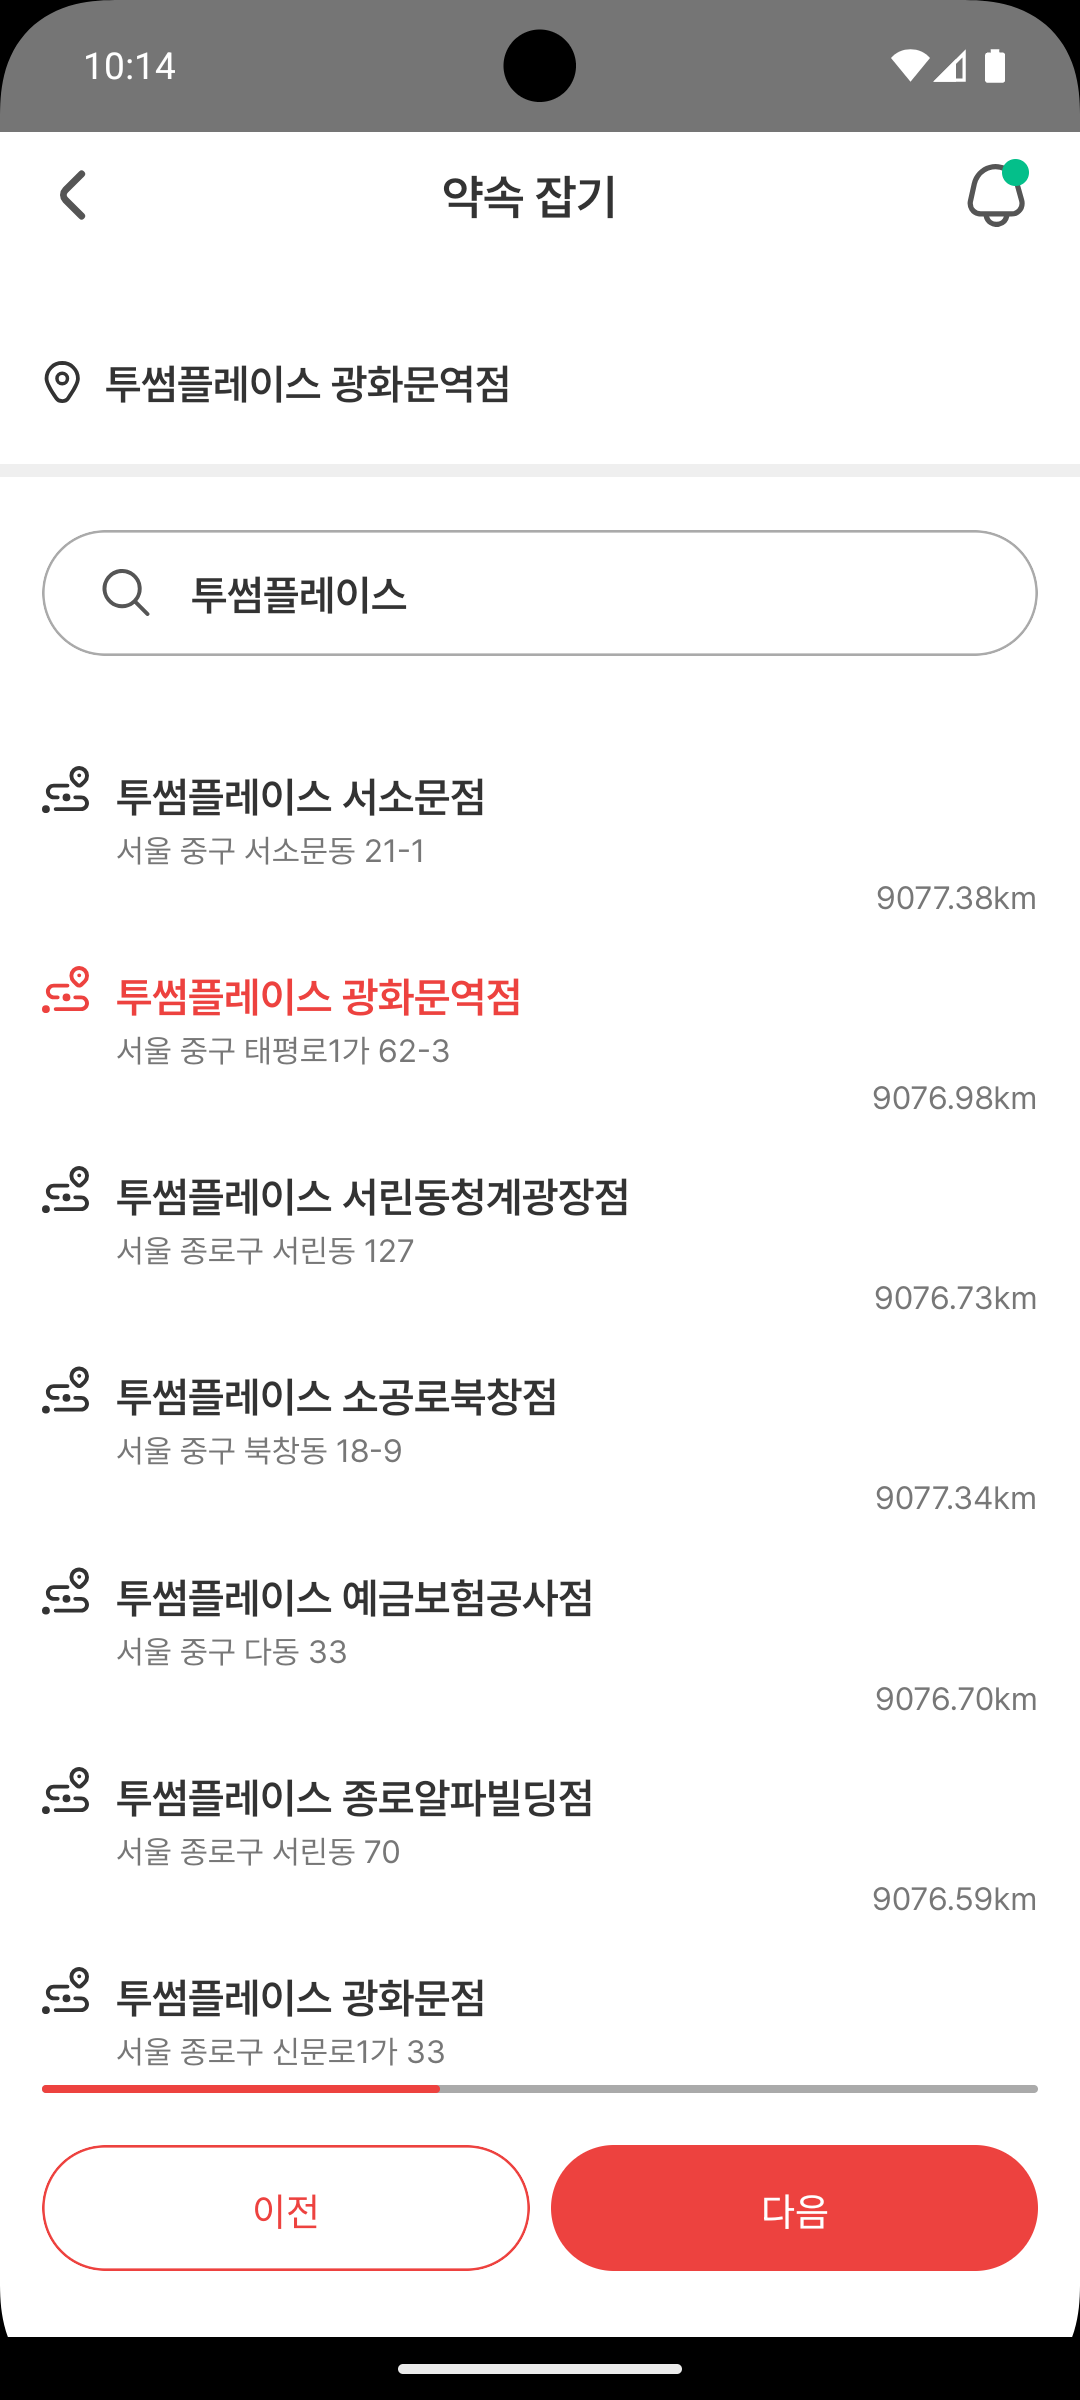 10:14
약속 잡기
투썸플레이스 광화문역점
투썸플레이스
투썸플레이스 서소문점
서울 중구 서소문동 21-1
9077.38km
투썸플레이스 광화문역점
서울 중구 태평로1가 62-3
9076.98km
투썸플레이스 서린동청계광장점
서울 종로구 서린동 127
9076.73km
투썸플레이스 소공로북창점
서울 중구 북창동 18-9
9077.34km
투썸플레이스 예금보험공사점
서울 중구 다동 33
9076.70km
투썸플레이스 종로알파빌딩점
서울 종로구 서린동 70
9076.59km
투썸플레이스 광화문점
서울 종로구 신문로1가 33
이전
다음